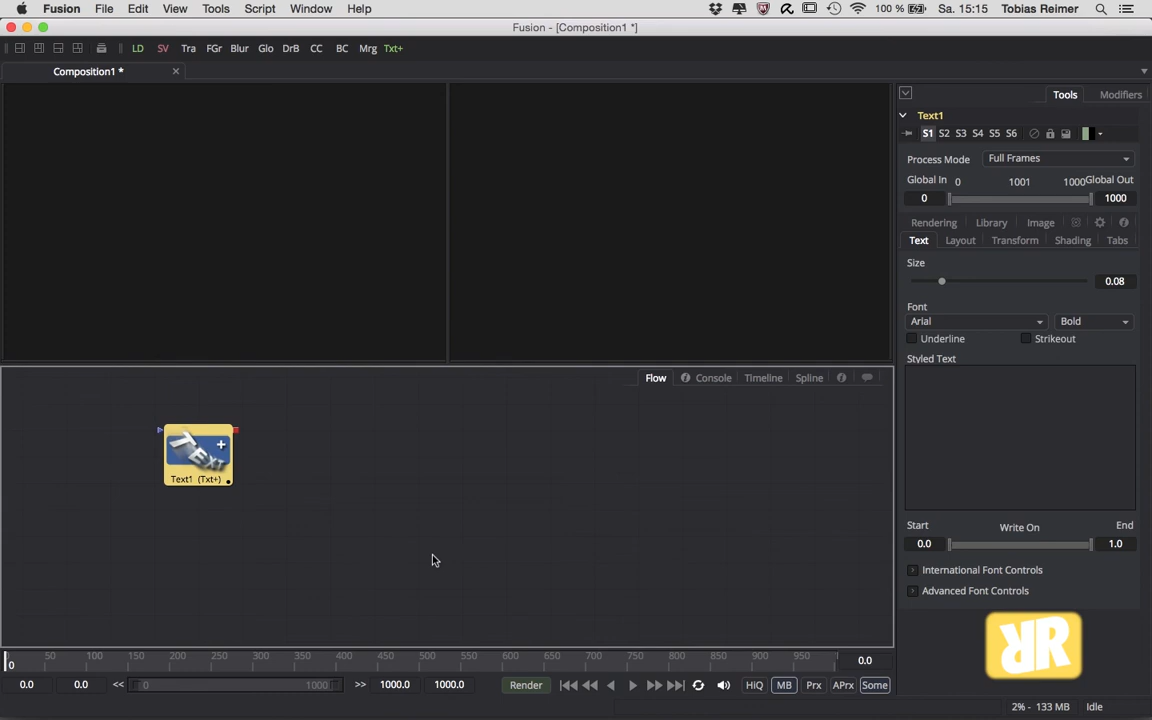 Fusion File Edit View Tools Script Window Help 100 % Sa. 15:15 Tobias Reimer
Fusion - [Composition1 *]
LD SV Tra FGr Blur Glo DrB CC BC Mrg Txt+
Composition1 *
Tools Modifiers
Text1
S1 S2 S3 S4 S5 S6
Process Mode Full Frames
Global In 0 1001 1000 Global Out
0 1000
Rendering Library Image
Text Layout Transform Shading Tabs
Size
0.08
Font
Arial Bold
Underline Strikeout
Styled Text
Start Write On End
0.0 1.0
International Font Controls
Advanced Font Controls
Flow Console Timeline Spline
TEXT +
Text1 (Txt+)
RR
0 50 100 150 200 250 300 350 400 450 500 550 600 650 700 750 800 850 900 950 0.0
0.0 0.0 << 0 1000 >> 1000.0 1000.0 Render HiQ MB Prx APrx Some
2% - 133 MB Idle